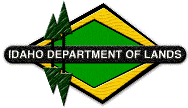 IDAHO DEPARTMENT OF LANDS